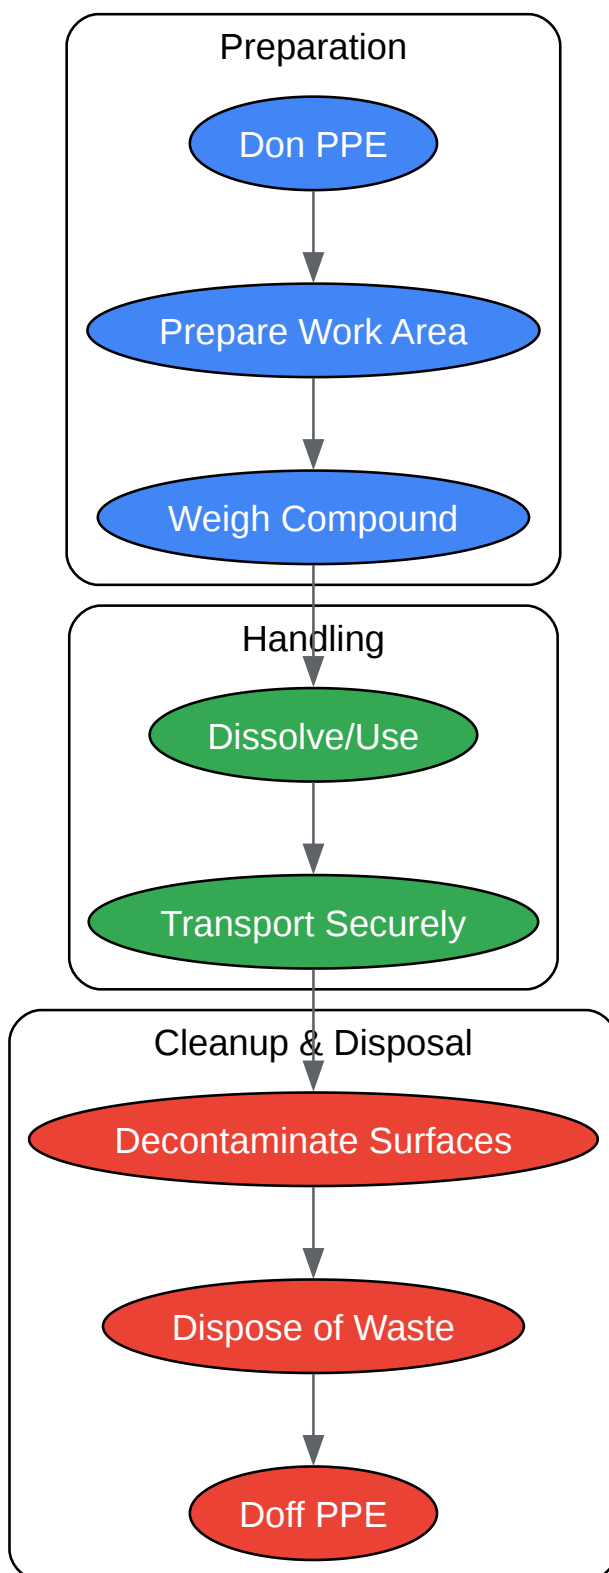 Preparation
Don PPE
Prepare Work Area
Weigh Compound
Handling
Dissolve/Use
Transport Securely
Cleanup & Disposal
Decontaminate Surfaces
Dispose of Waste
Doff PPE